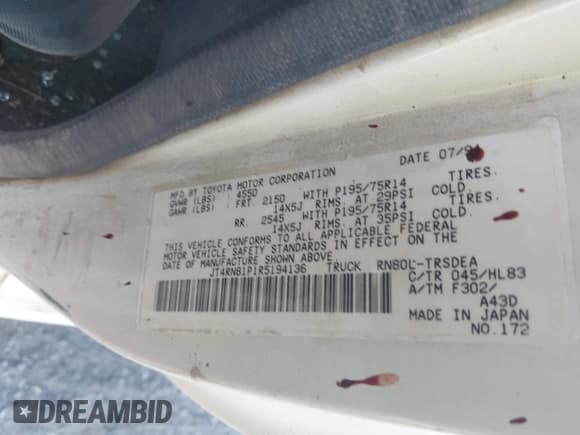 MFD. BY TOYOTA MOTOR CORPORATION DATE 07/94
GVWR (LBS) 4550
GAWR (LBS) FRT. 2150 WITH P195/75R14 TIRES.
14X5J RIMS. AT 29PSI COLD.
RR. 2545 WITH P195/75R14 TIRES.
14X5J RIMS. AT 35PSI COLD.
THIS VEHICLE CONFORMS TO ALL APPLICABLE FEDERAL
MOTOR VEHICLE SAFETY STANDARDS IN EFFECT ON THE
DATE OF MANUFACTURE SHOWN ABOVE.
JT4RN81P1R5194136 TRUCK RN80L-TRSDEA
C/TR 045/HL83
A/TM F302/
A43D
MADE IN JAPAN
NO.172
DREAMBID